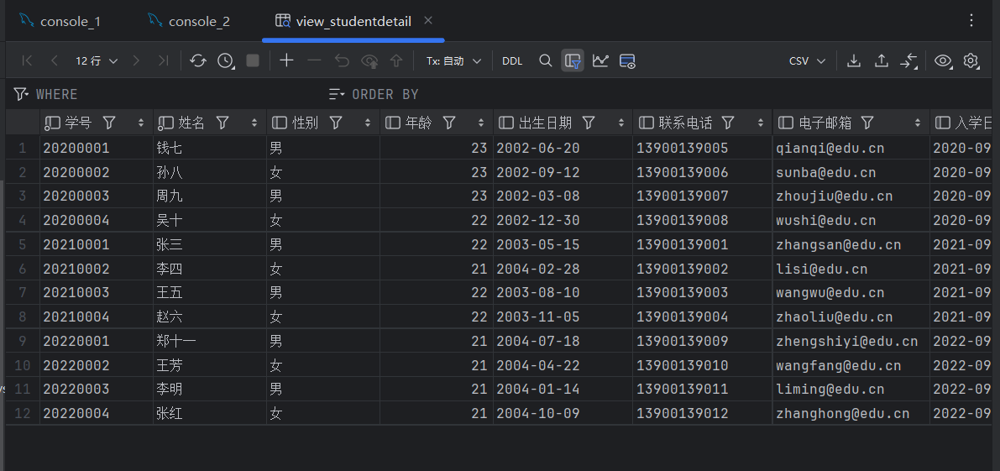 console_1 console_2 view_studentdetail
12 行 Tx: 自动 DDL CSV
WHERE ORDER BY
学号 姓名 性别 年龄 出生日期 联系电话 电子邮箱 入学日
1 20200001 钱七 男 23 2002-06-20 13900139005 qianqi@edu.cn 2020-09
2 20200002 孙八 女 23 2002-09-12 13900139006 sunba@edu.cn 2020-09
3 20200003 周九 男 23 2002-03-08 13900139007 zhoujiu@edu.cn 2020-09
4 20200004 吴十 女 22 2002-12-30 13900139008 wushi@edu.cn 2020-09
5 20210001 张三 男 22 2003-05-15 13900139001 zhangsan@edu.cn 2021-09
6 20210002 李四 女 21 2004-02-28 13900139002 lisi@edu.cn 2021-09
7 20210003 王五 男 22 2003-08-10 13900139003 wangwu@edu.cn 2021-09
8 20210004 赵六 女 22 2003-11-05 13900139004 zhaoliu@edu.cn 2021-09
9 20220001 郑十一 男 21 2004-07-18 13900139009 zhengshiyi@edu.cn 2022-09
10 20220002 王芳 女 21 2004-04-22 13900139010 wangfang@edu.cn 2022-09
11 20220003 李明 男 21 2004-01-14 13900139011 liming@edu.cn 2022-09
12 20220004 张红 女 21 2004-10-09 13900139012 zhanghong@edu.cn 2022-09